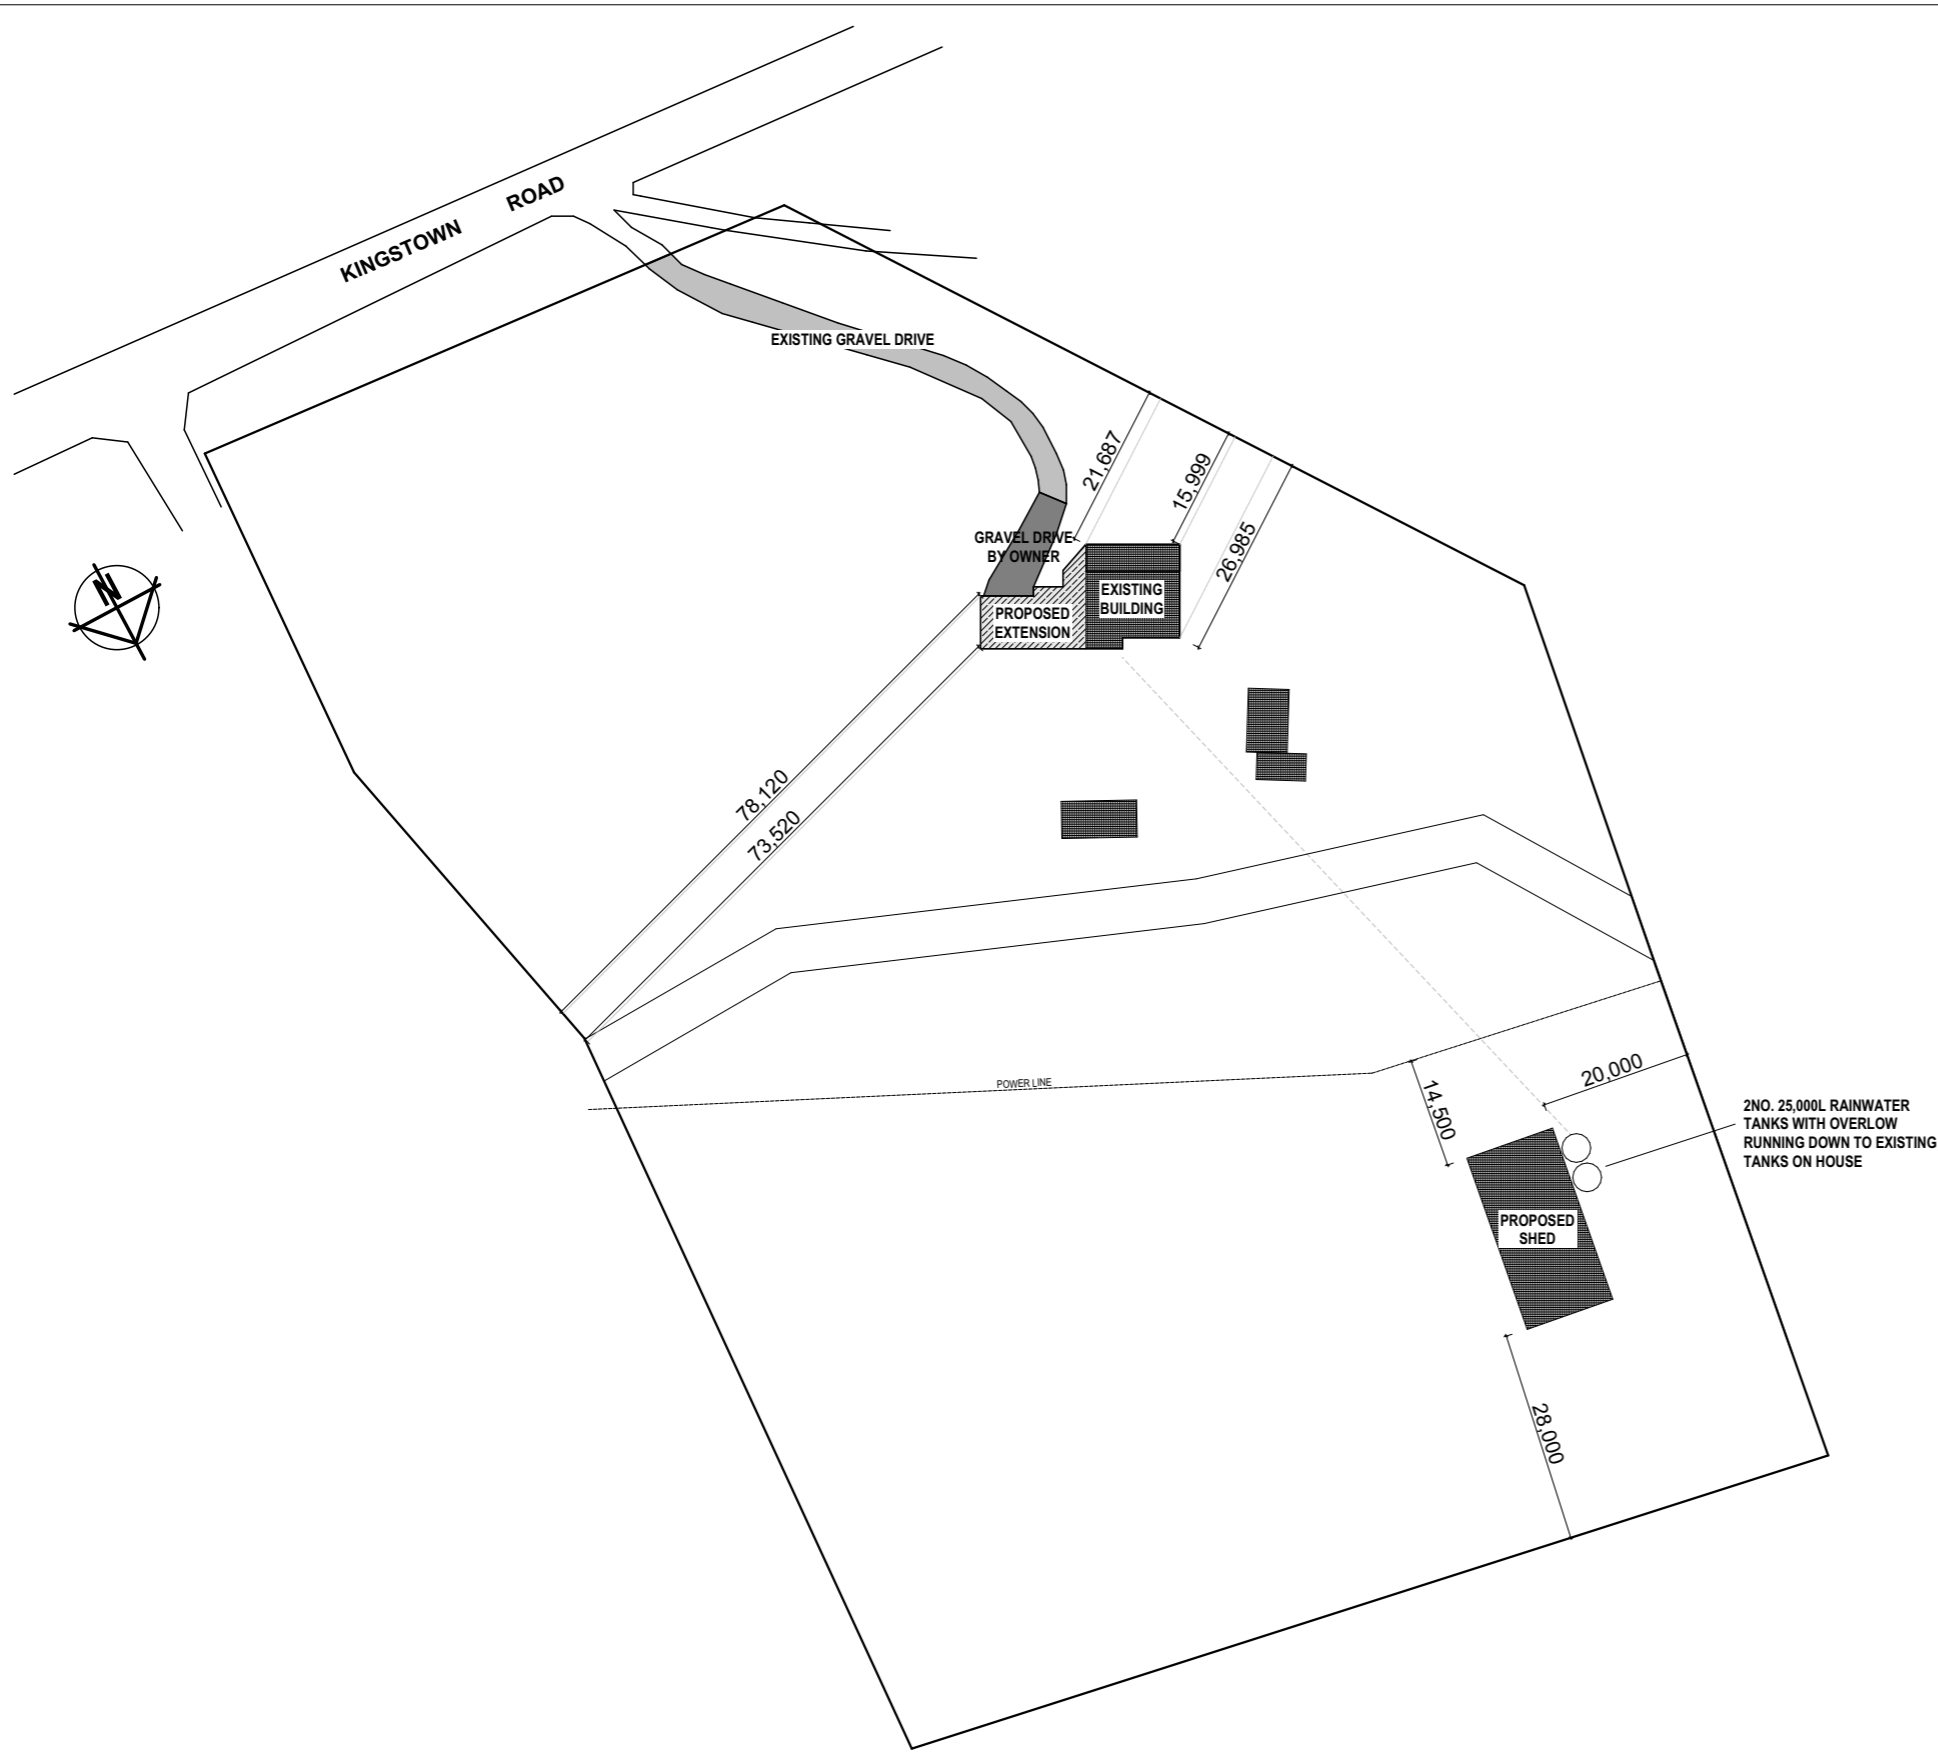 KINGSTOWN ROAD
EXISTING GRAVEL DRIVE
N
21,687
15,999
26,985
GRAVEL DRIVE
BY OWNER
EXISTING
BUILDING
PROPOSED
EXTENSION
78,120
73,520
POWER LINE
14,500
20,000
2NO. 25,000L RAINWATER
TANKS WITH OVERLOW
RUNNING DOWN TO EXISTING
TANKS ON HOUSE
PROPOSED
SHED
28,000